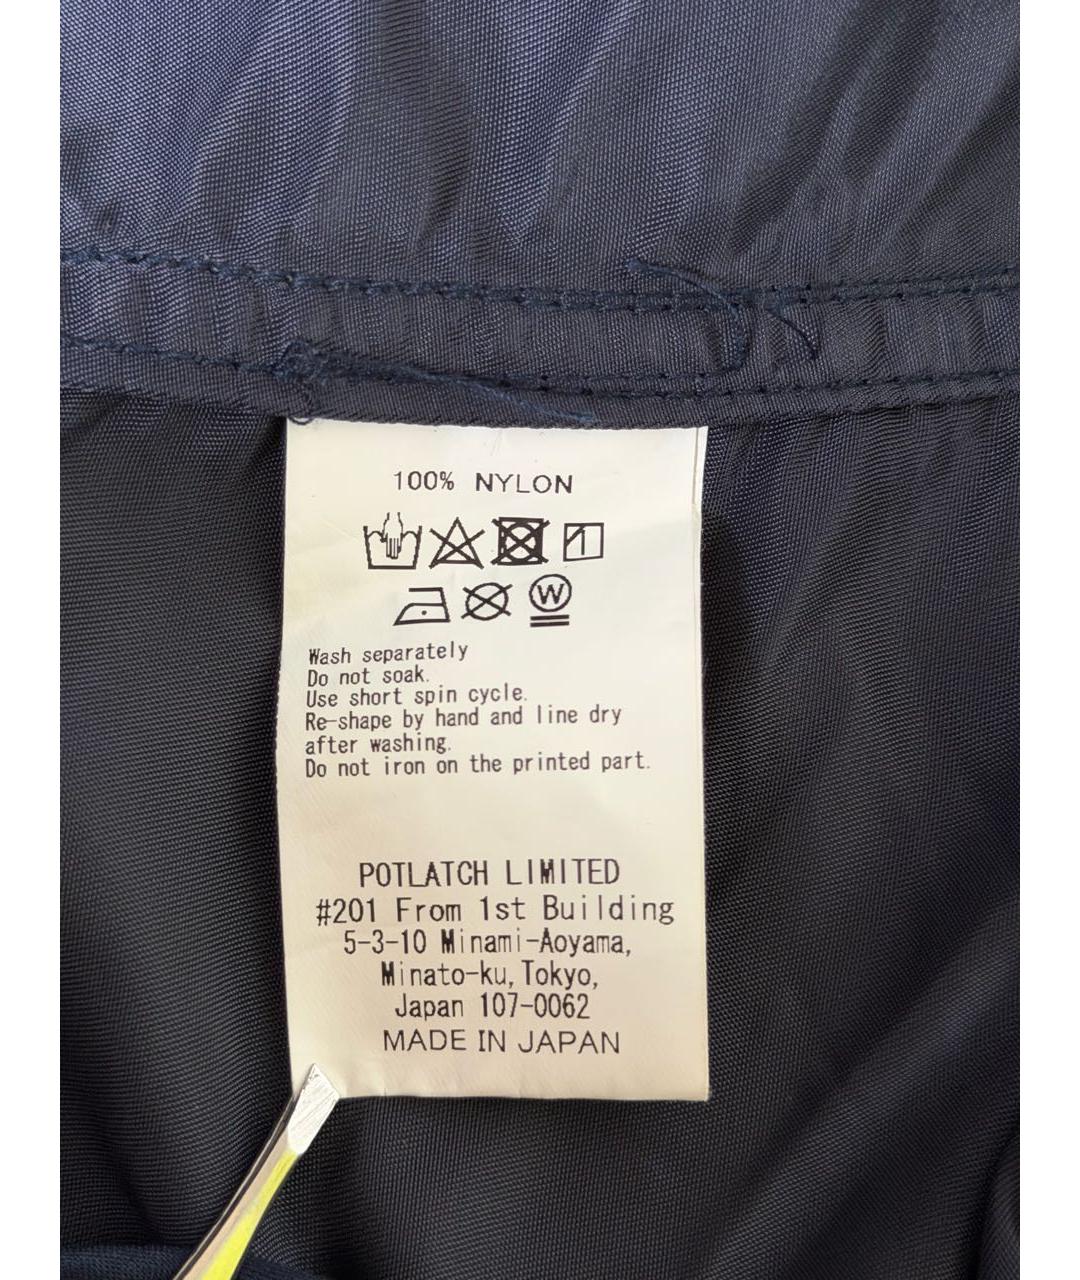 100% NYLON
W
Wash separately
Do not soak.
Use short spin cycle.
Re-shape by hand and line dry
after washing.
Do not iron on the printed part.
POTLATCH LIMITED
#201 From 1st Building
5-3-10 Minami-Aoyama,
Minato-ku, Tokyo,
Japan 107-0062
MADE IN JAPAN